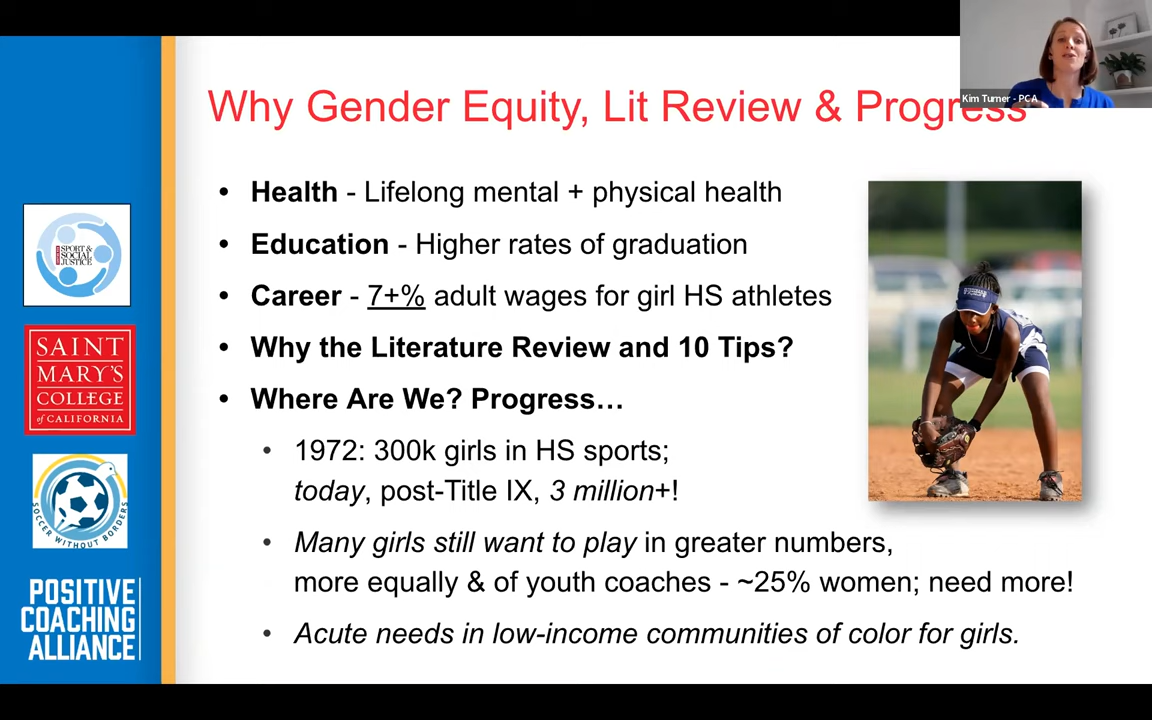 Why Gender Equity, Lit Review & Progress
Kim Turner - PCA
• Health - Lifelong mental + physical health
• Education - Higher rates of graduation
• Career - 7+% adult wages for girl HS athletes
• Why the Literature Review and 10 Tips?
• Where Are We? Progress…
• 1972: 300k girls in HS sports;
today, post-Title IX, 3 million+!
• Many girls still want to play in greater numbers,
more equally & of youth coaches - ~25% women; need more!
• Acute needs in low-income communities of color for girls.
SPORT &
SOCIAL
JUSTICE
SAINT
MARY'S
COLLEGE
of CALIFORNIA
SOCCER WITHOUT BORDERS
POSITIVE
COACHING
ALLIANCE